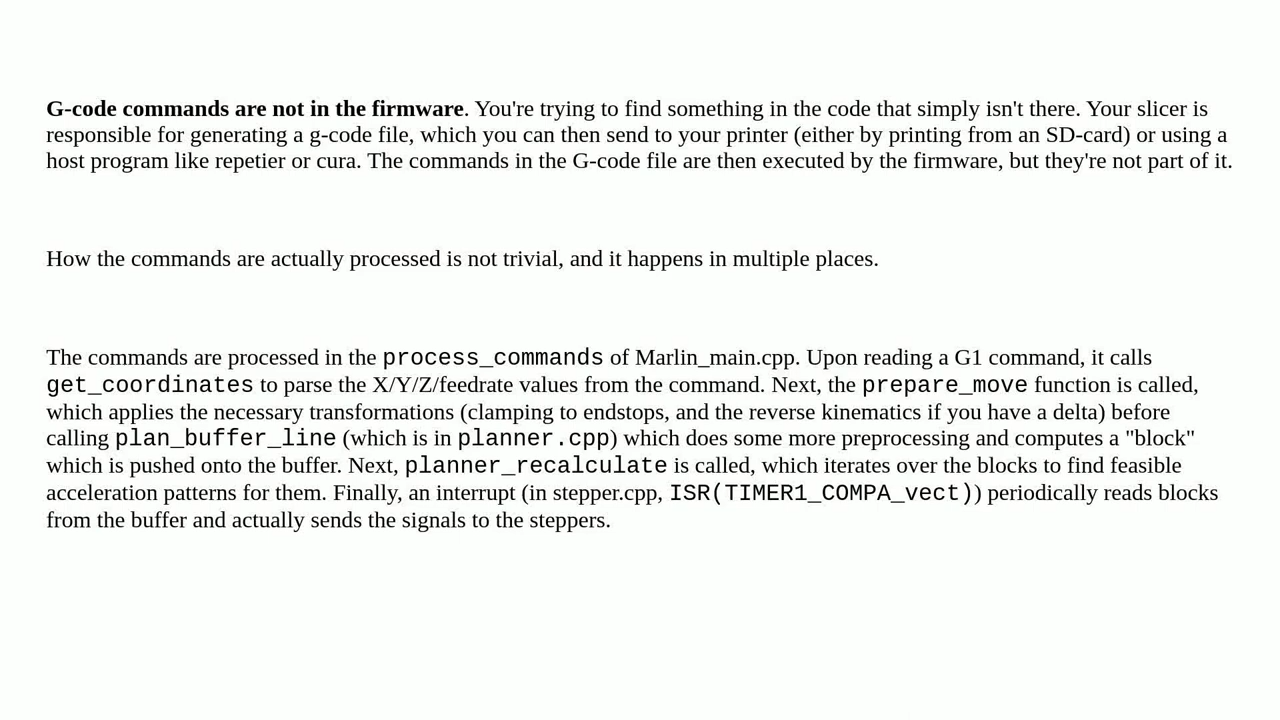 G-code commands are not in the firmware. You're trying to find something in the code that simply isn't there. Your slicer is
responsible for generating a g-code file, which you can then send to your printer (either by printing from an SD-card) or using a
host program like repetier or cura. The commands in the G-code file are then executed by the firmware, but they're not part of it.
How the commands are actually processed is not trivial, and it happens in multiple places.
The commands are processed in the process_commands of Marlin_main.cpp. Upon reading a G1 command, it calls
get_coordinates to parse the X/Y/Z/feedrate values from the command. Next, the prepare_move function is called,
which applies the necessary transformations (clamping to endstops, and the reverse kinematics if you have a delta) before
calling plan_buffer_line (which is in planner.cpp) which does some more preprocessing and computes a "block"
which is pushed onto the buffer. Next, planner_recalculate is called, which iterates over the blocks to find feasible
acceleration patterns for them. Finally, an interrupt (in stepper.cpp, ISR(TIMER1_COMPA_vect)) periodically reads blocks
from the buffer and actually sends the signals to the steppers.